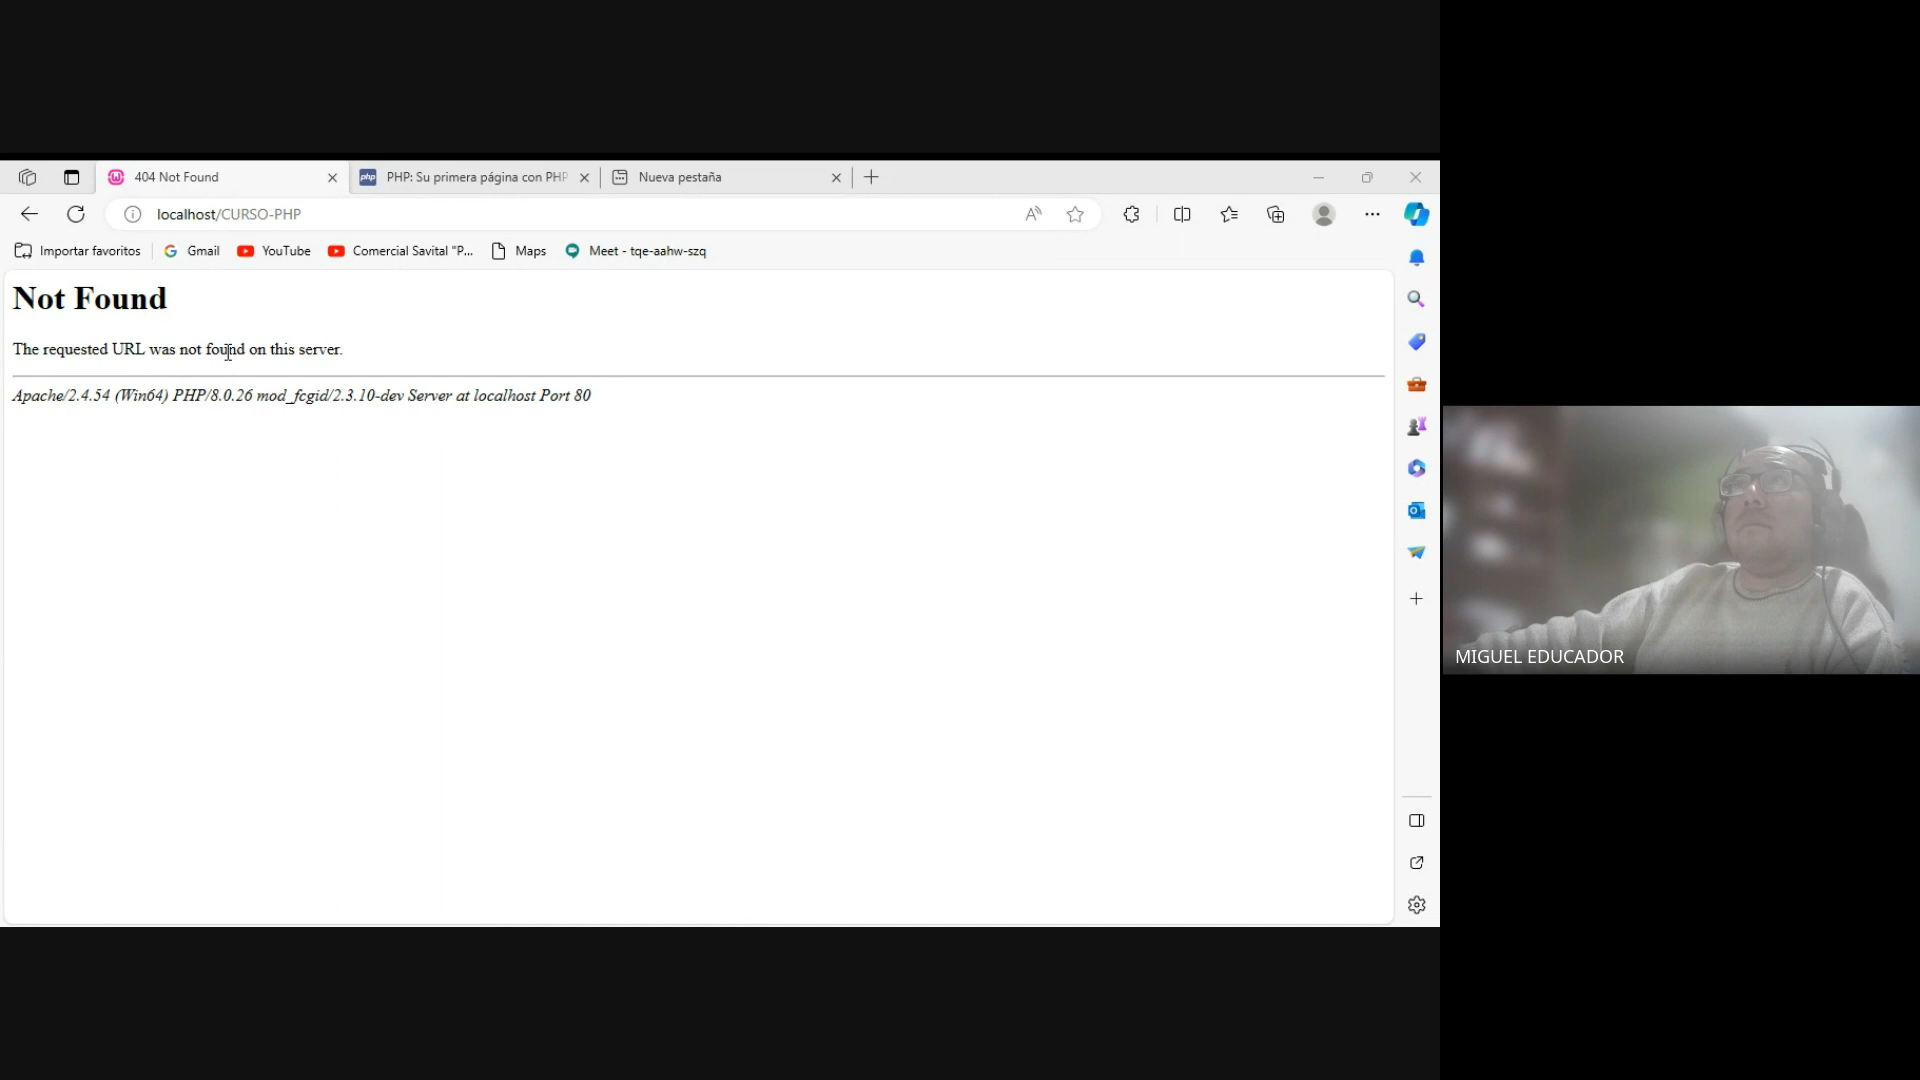 404 Not Found
php
PHP: Su primera página con PHP
Nueva pestaña
localhost/CURSO-PHP
Importar favoritos
Gmail
YouTube
Comercial Savital "P...
Maps
Meet - tqe-aahw-szq
Not Found
The requested URL was not found on this server.
Apache/2.4.54 (Win64) PHP/8.0.26 mod_fcgid/2.3.10-dev Server at localhost Port 80
MIGUEL EDUCADOR